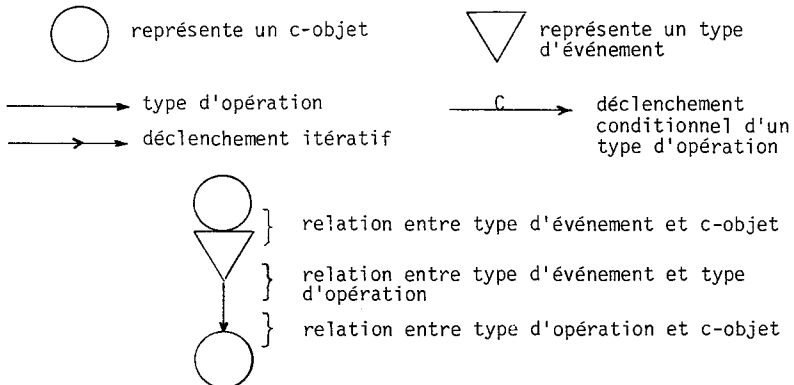 représente un c-objet
représente un type
d'événement
type d'opération
déclenchement itératif
C
déclenchement
conditionnel d'un
type d'opération
relation entre type d'événement et c-objet
relation entre type d'événement et type
d'opération
relation entre type d'opération et c-objet